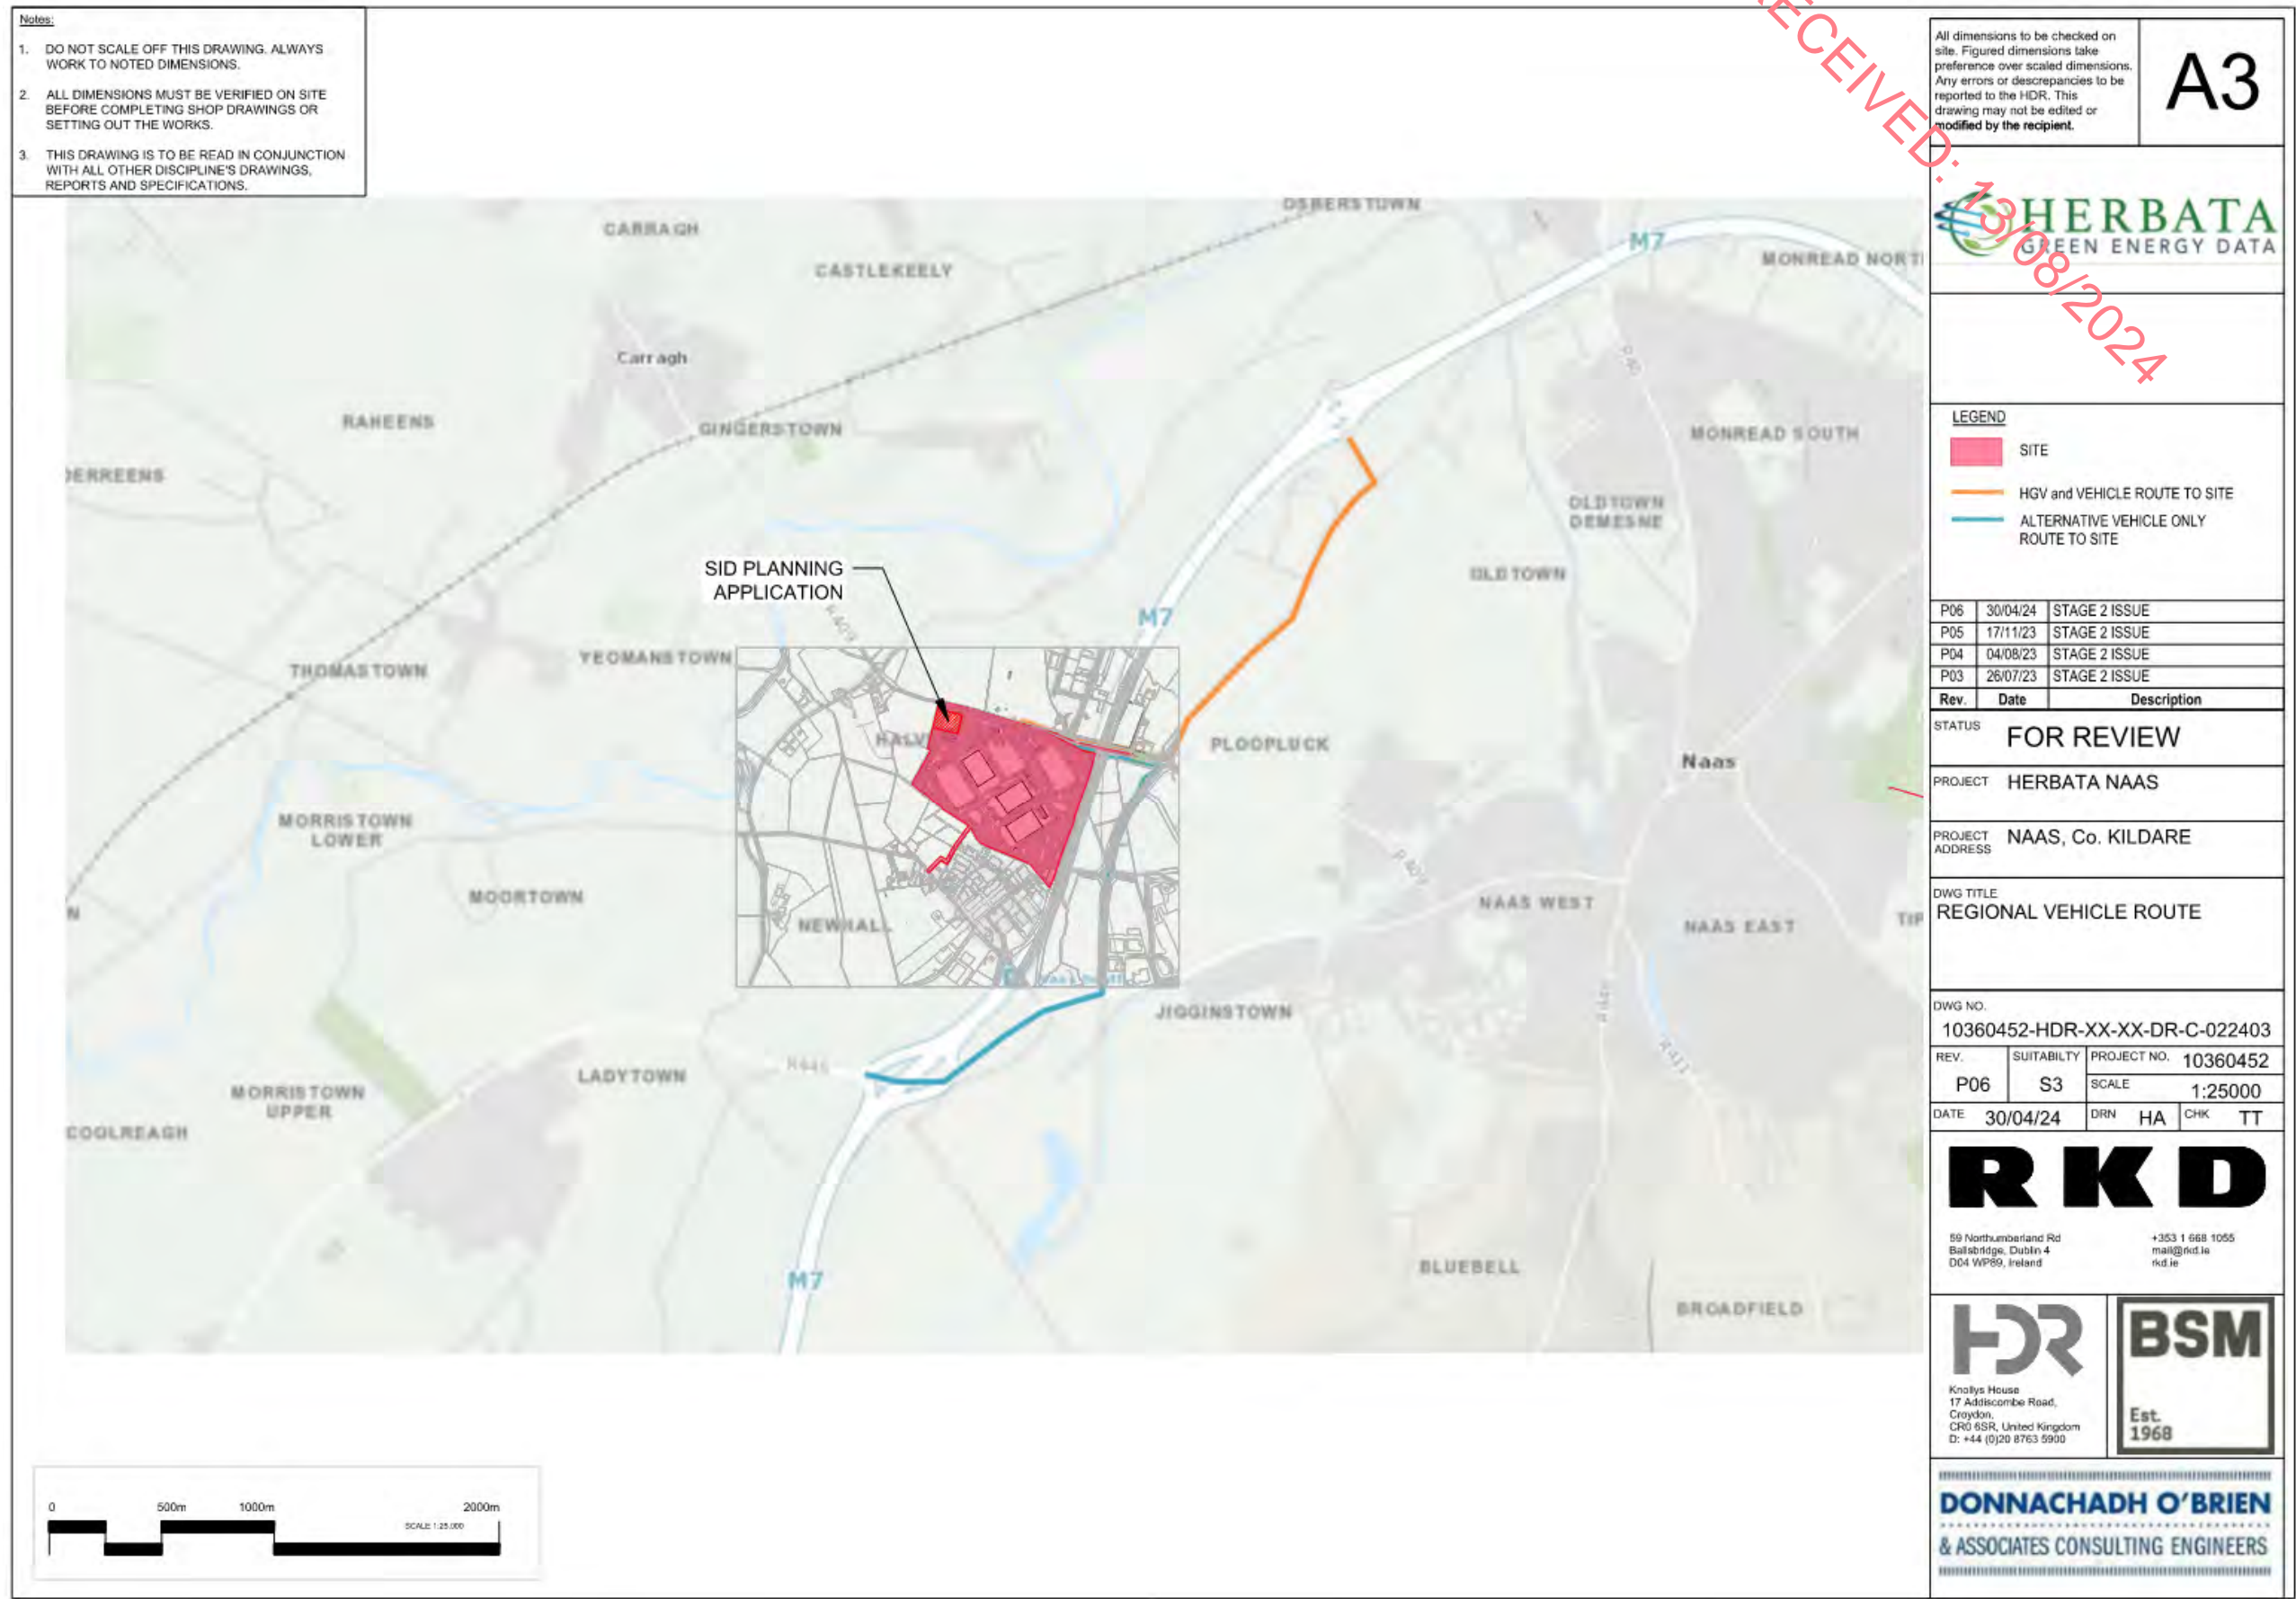 Notes:
1. DO NOT SCALE OFF THIS DRAWING. ALWAYS
WORK TO NOTED DIMENSIONS.
2. ALL DIMENSIONS MUST BE VERIFIED ON SITE
BEFORE COMPLETING SHOP DRAWINGS OR
SETTING OUT THE WORKS.
3. THIS DRAWING IS TO BE READ IN CONJUNCTION
WITH ALL OTHER DISCIPLINE'S DRAWINGS,
REPORTS AND SPECIFICATIONS.
OSBERSTOWN
CARRAGH
M7
MONREAD NORT
CASTLEKEELY
Carragh
RAHEENS
GINGERSTOWN
MONREAD SOUTH
DERREENS
OLDTOWN
DEMESNE
SID PLANNING
APPLICATION
OLDTOWN
R409
M7
THOMASTOWN
YEOMANSTOWN
HALV
PLOOPLUCK
Naas
MORRISTOWN
LOWER
MOORTOWN
R409
NAAS WEST
NEWHALL
NAAS EAST
TIP
N
JIGGINSTOWN
LADYTOWN
R445
R411
MORRISTOWN
UPPER
COOLREAGH
BLUEBELL
M7
BROADFIELD
0 500m 1000m 2000m
SCALE 1:25,000
RECEIVED: 13/08/2024
All dimensions to be checked on
site. Figured dimensions take
preference over scaled dimensions.
Any errors or descrepancies to be
reported to the HDR. This
drawing may not be edited or
modified by the recipient.
A3
HERBATA
GREEN ENERGY DATA
LEGEND
SITE
HGV and VEHICLE ROUTE TO SITE
ALTERNATIVE VEHICLE ONLY
ROUTE TO SITE
P06 30/04/24 STAGE 2 ISSUE
P05 17/11/23 STAGE 2 ISSUE
P04 04/08/23 STAGE 2 ISSUE
P03 26/07/23 STAGE 2 ISSUE
Rev. Date Description
STATUS FOR REVIEW
PROJECT HERBATA NAAS
PROJECT ADDRESS NAAS, Co. KILDARE
DWG TITLE
REGIONAL VEHICLE ROUTE
DWG NO.
10360452-HDR-XX-XX-DR-C-022403
REV. P06 SUITABILTY S3 PROJECT NO. 10360452
SCALE 1:25000
DATE 30/04/24 DRN HA CHK TT
RKD
59 Northumberland Rd
Ballsbridge, Dublin 4
D04 WP89, Ireland
+353 1 668 1055
mail@rkd.ie
rkd.ie
HDR
Knollys House
17 Addiscombe Road,
Croydon,
CR0 6SR, United Kingdom
D: +44 (0)20 8763 5900
BSM
Est.
1968
DONNACHADH O'BRIEN
& ASSOCIATES CONSULTING ENGINEERS